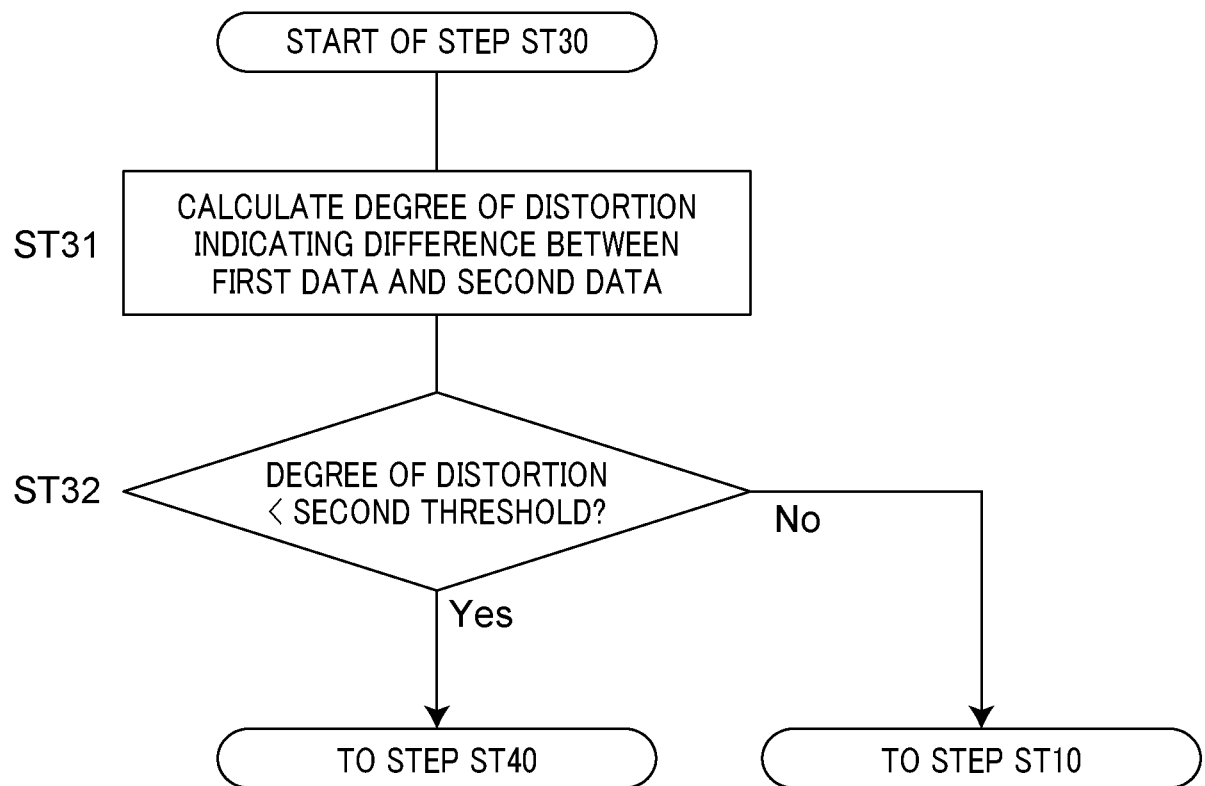 START OF STEP ST30
ST31
CALCULATE DEGREE OF DISTORTION
INDICATING DIFFERENCE BETWEEN
FIRST DATA AND SECOND DATA
ST32
DEGREE OF DISTORTION
< SECOND THRESHOLD?
No
Yes
TO STEP ST40
TO STEP ST10